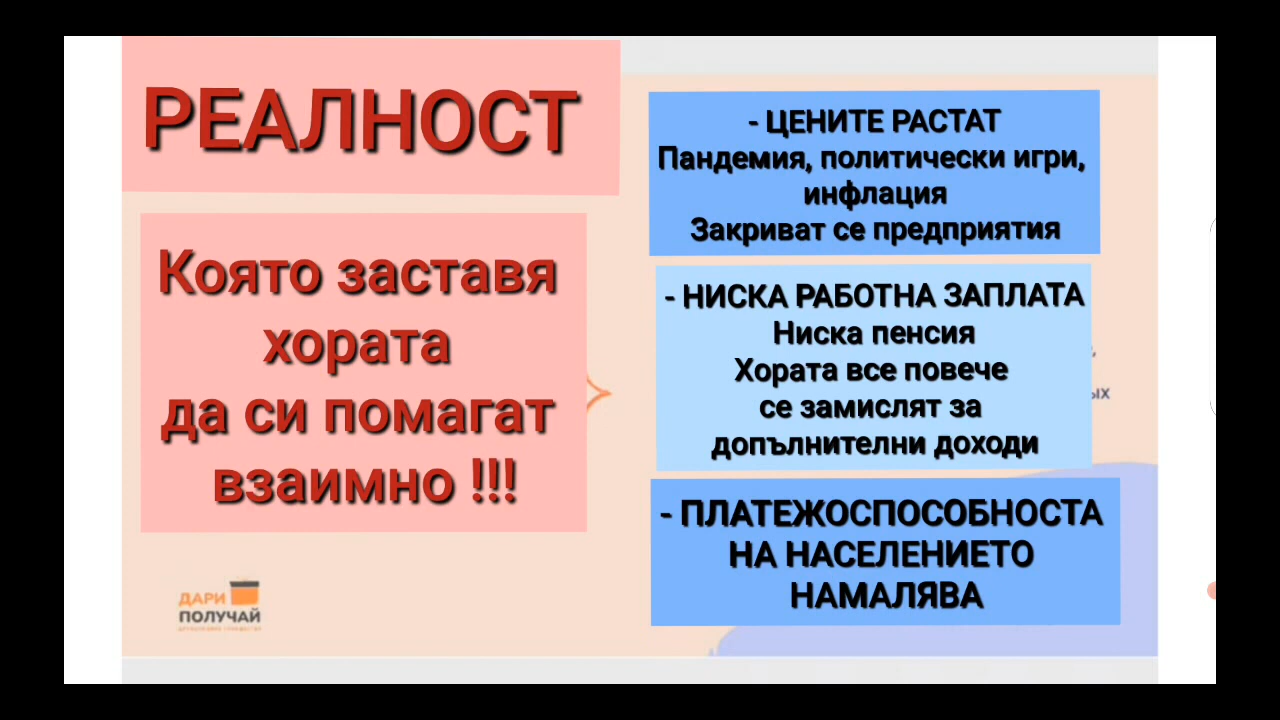 РЕАЛНОСТ
Която заставя
хората
да си помагат
взаимно !!!
- ЦЕНИТЕ РАСТАТ
Пандемия, политически игри,
инфлация
Закриват се предприятия
- НИСКА РАБОТНА ЗАПЛАТА
Ниска пенсия
Хората все повече
се замислят за
допълнителни доходи
ых
- ПЛАТЕЖОСПОСОБНОСТА
НА НАСЕЛЕНИЕТО
НАМАЛЯВА
ДАРИ
ПОЛУЧАЙ